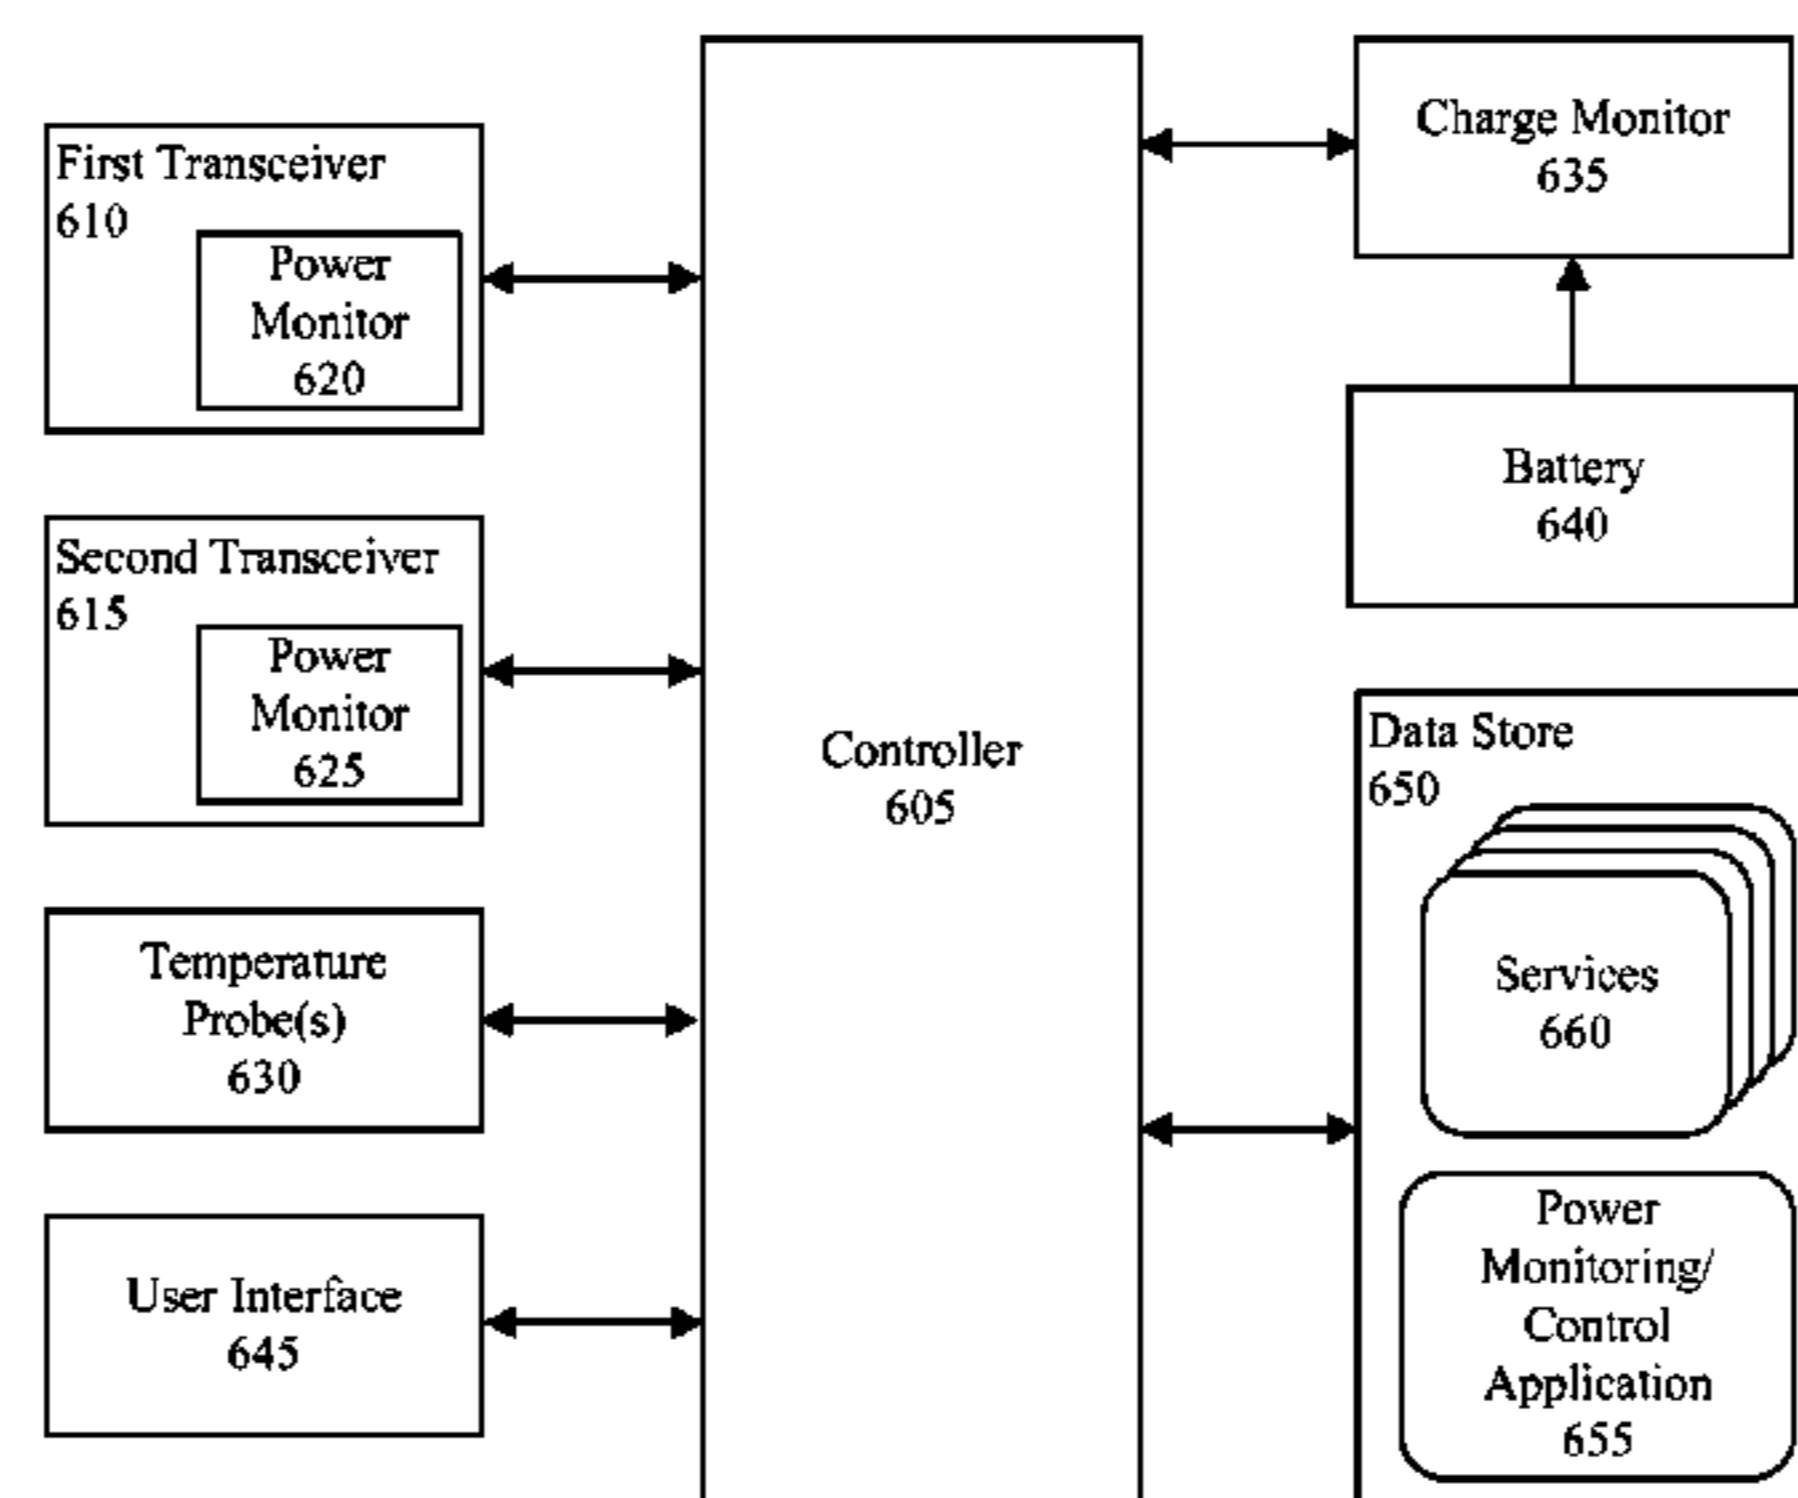 First Transceiver
610
Power
Monitor
620
Second Transceiver
615
Power
Monitor
625
Temperature
Probe(s)
630
User Interface
645
Controller
605
Charge Monitor
635
Battery
640
Data Store
650
Services
660
Power
Monitoring/
Control
Application
655